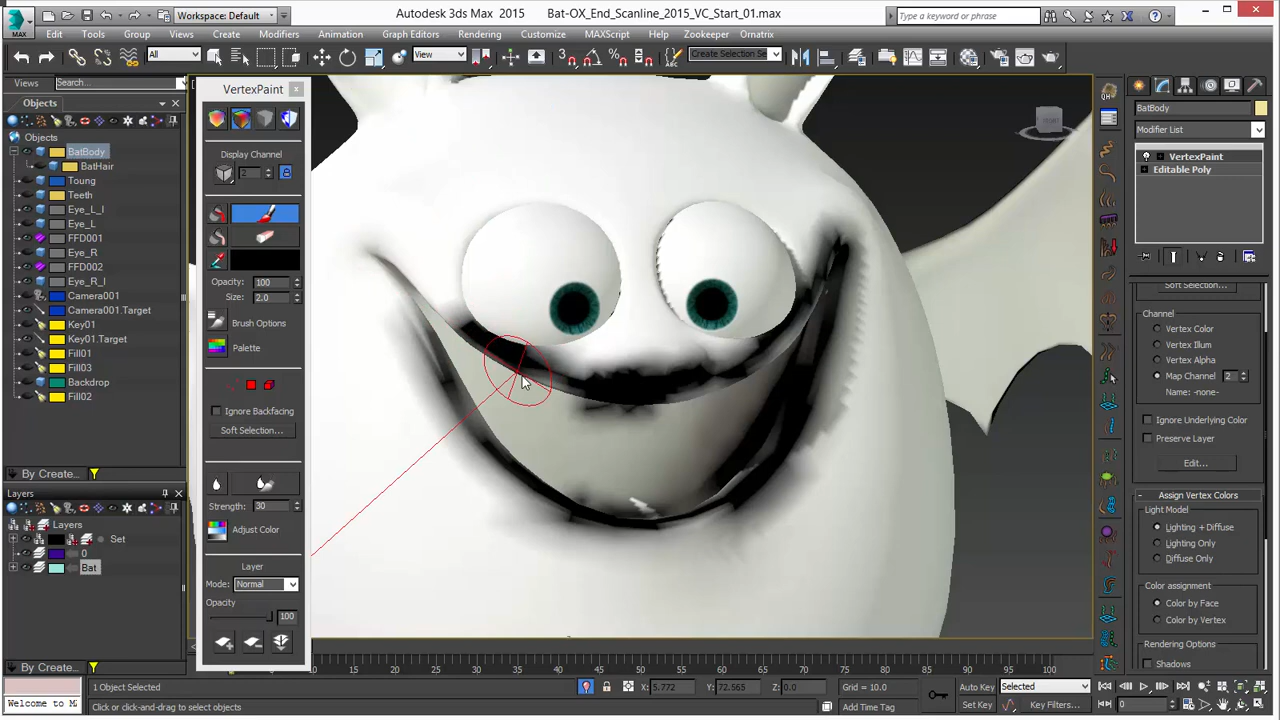 Workspace: Default
Autodesk 3ds Max 2015
Bat-OX_End_Scanline_2015_VC_Start_01.max
Type a keyword or phrase
MAX
Edit
Tools
Group
Views
Create
Modifiers
Animation
Graph Editors
Rendering
Customize
MAXScript
Help
Zookeeper
Ornatrix
All
View
Create Selection Se
Views
Search...
Objects
Objects
BatBody
BatHair
Toung
Teeth
Eye_L_I
Eye_L
FFD001
Eye_R
FFD002
Eye_R_I
Camera001
Camera001.Target
Key01
Key01.Target
Fill01
Fill03
Backdrop
Fill02
By Create...
Layers
Layers
Set
0
Bat
By Create...
VertexPaint
Display Channel
2
Opacity: 100
Size: 2.0
Brush Options
Palette
Ignore Backfacing
Soft Selection...
Strength: 30
Adjust Color
Layer
Mode: Normal
Opacity
100
BatBody
Modifier List
VertexPaint
Editable Poly
Soft Selection...
Channel
Vertex Color
Vertex Illum
Vertex Alpha
Map Channel 2
Name: -none-
Ignore Underlying Color
Preserve Layer
Edit...
Assign Vertex Colors
Light Model
Lighting + Diffuse
Lighting Only
Diffuse Only
Color assignment
Color by Face
Color by Vertex
Rendering Options
Shadows
10 15 20 25 30 35 40 45 50 55 60 65 70 75 80 85 90 95 100
1 Object Selected
X: 5.772
Y: 72.565
Z: 0.0
Grid = 10.0
Auto Key
Selected
Welcome to M
Click or click-and-drag to select objects
Add Time Tag
Set Key
Key Filters...
0